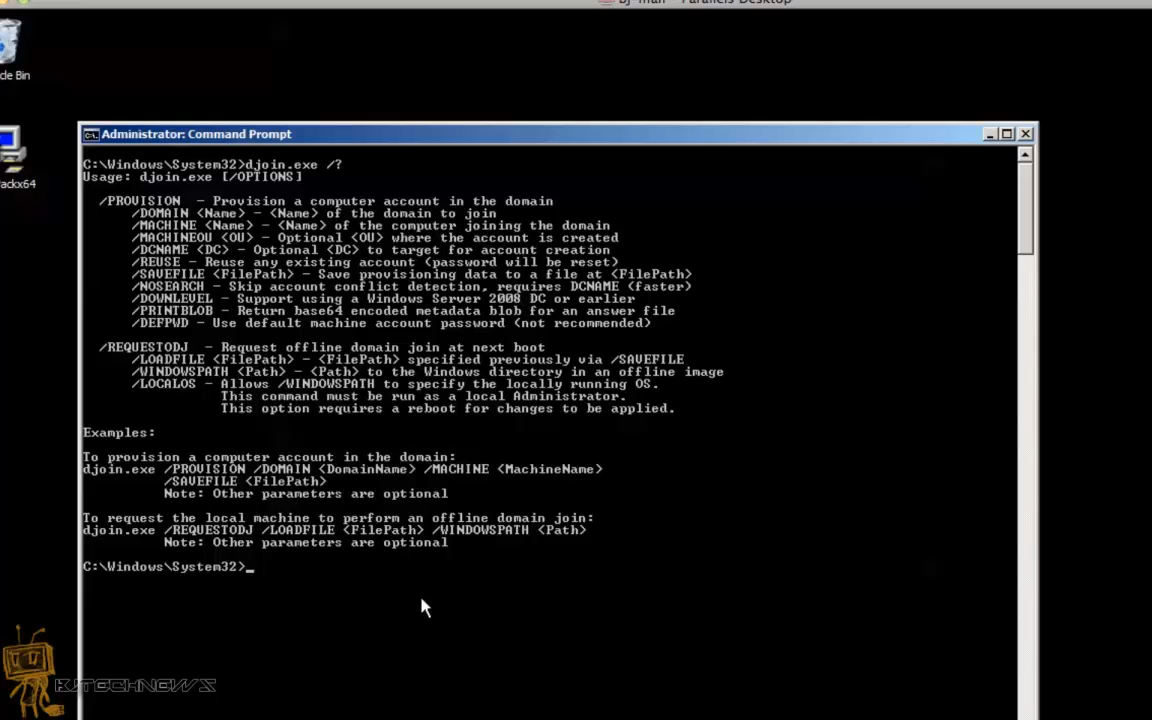 bj-man - Parallels Desktop
cle Bin
Packx64
Administrator: Command Prompt
C:\Windows\System32>djoin.exe /?
Usage: djoin.exe [/OPTIONS]
/PROVISION - Provision a computer account in the domain
/DOMAIN <Name> - <Name> of the domain to join
/MACHINE <Name> - <Name> of the computer joining the domain
/MACHINEOU <OU> - Optional <OU> where the account is created
/DCNAME <DC> - Optional <DC> to target for account creation
/REUSE - Reuse any existing account (password will be reset)
/SAVEFILE <FilePath> - Save provisioning data to a file at <FilePath>
/NOSEARCH - Skip account conflict detection, requires DCNAME (faster)
/DOWNLEVEL - Support using a Windows Server 2008 DC or earlier
/PRINTBLOB - Return base64 encoded metadata blob for an answer file
/DEFPWD - Use default machine account password (not recommended)
/REQUESTODJ - Request offline domain join at next boot
/LOADFILE <FilePath> - <FilePath> specified previously via /SAVEFILE
/WINDOWSPATH <Path> - <Path> to the Windows directory in an offline image
/LOCALOS - Allows /WINDOWSPATH to specify the locally running OS.
This command must be run as a local Administrator.
This option requires a reboot for changes to be applied.
Examples:
To provision a computer account in the domain:
djoin.exe /PROVISION /DOMAIN <DomainName> /MACHINE <MachineName>
/SAVEFILE <FilePath>
Note: Other parameters are optional
To request the local machine to perform an offline domain join:
djoin.exe /REQUESTODJ /LOADFILE <FilePath> /WINDOWSPATH <Path>
Note: Other parameters are optional
C:\Windows\System32>_
BJTECHNEWS